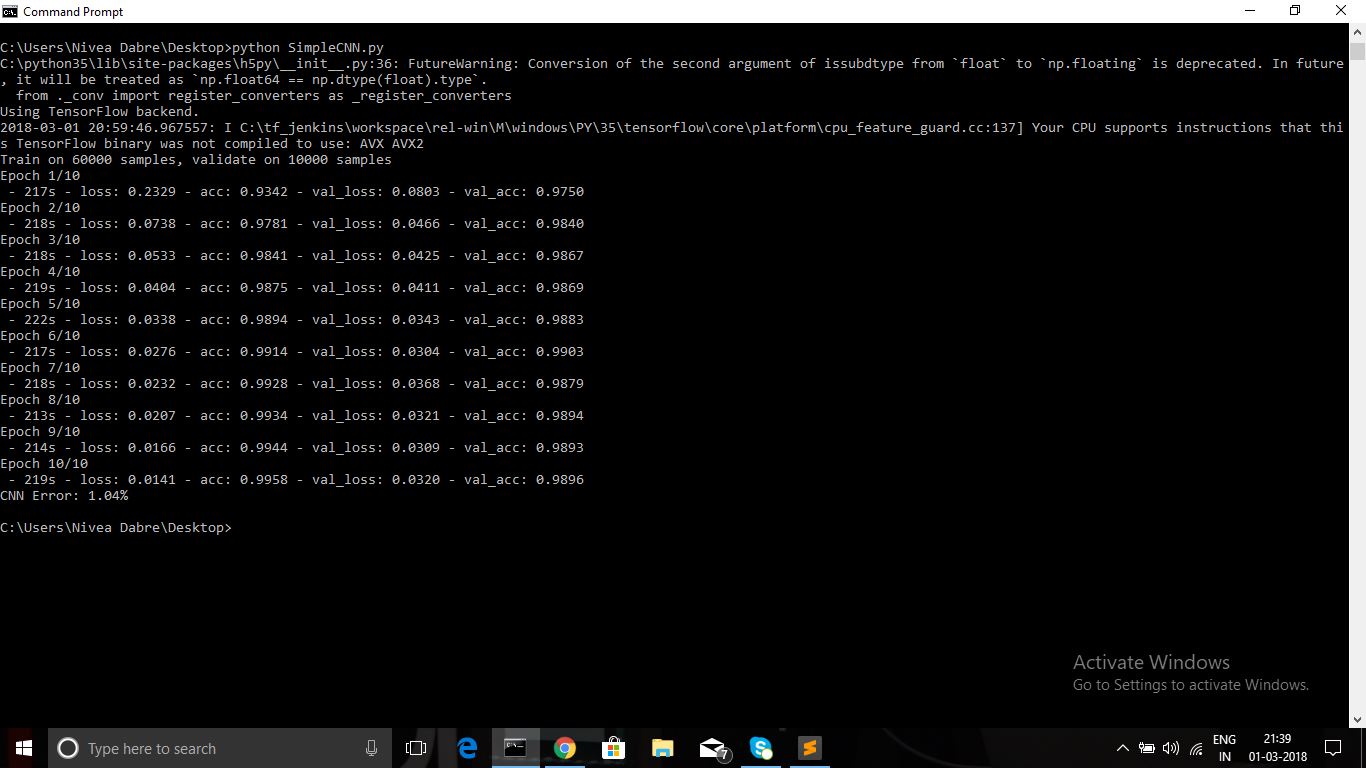 Command Prompt
C:\Users\Nivea Dabre\Desktop>python SimpleCNN.py
C:\python35\lib\site-packages\h5py\__init__.py:36: FutureWarning: Conversion of the second argument of issubdtype from `float` to `np.floating` is deprecated. In future
, it will be treated as `np.float64 == np.dtype(float).type`.
  from ._conv import register_converters as _register_converters
Using TensorFlow backend.
2018-03-01 20:59:46.967557: I C:\tf_jenkins\workspace\rel-win\M\windows\PY\35\tensorflow\core\platform\cpu_feature_guard.cc:137] Your CPU supports instructions that thi
s TensorFlow binary was not compiled to use: AVX AVX2
Train on 60000 samples, validate on 10000 samples
Epoch 1/10
 - 217s - loss: 0.2329 - acc: 0.9342 - val_loss: 0.0803 - val_acc: 0.9750
Epoch 2/10
 - 218s - loss: 0.0738 - acc: 0.9781 - val_loss: 0.0466 - val_acc: 0.9840
Epoch 3/10
 - 218s - loss: 0.0533 - acc: 0.9841 - val_loss: 0.0425 - val_acc: 0.9867
Epoch 4/10
 - 219s - loss: 0.0404 - acc: 0.9875 - val_loss: 0.0411 - val_acc: 0.9869
Epoch 5/10
 - 222s - loss: 0.0338 - acc: 0.9894 - val_loss: 0.0343 - val_acc: 0.9883
Epoch 6/10
 - 217s - loss: 0.0276 - acc: 0.9914 - val_loss: 0.0304 - val_acc: 0.9903
Epoch 7/10
 - 218s - loss: 0.0232 - acc: 0.9928 - val_loss: 0.0368 - val_acc: 0.9879
Epoch 8/10
 - 213s - loss: 0.0207 - acc: 0.9934 - val_loss: 0.0321 - val_acc: 0.9894
Epoch 9/10
 - 214s - loss: 0.0166 - acc: 0.9944 - val_loss: 0.0309 - val_acc: 0.9893
Epoch 10/10
 - 219s - loss: 0.0141 - acc: 0.9958 - val_loss: 0.0320 - val_acc: 0.9896
CNN Error: 1.04%
C:\Users\Nivea Dabre\Desktop>
Activate Windows
Go to Settings to activate Windows.
Type here to search
7
ENG
IN
21:39
01-03-2018